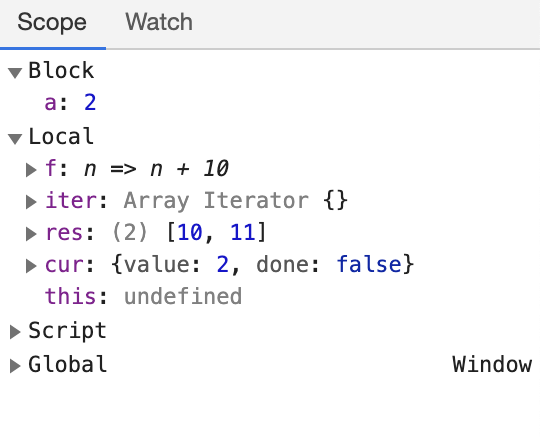 Scope Watch
Block
a: 2
Local
f: n => n + 10
iter: Array Iterator {}
res: (2) [10, 11]
cur: {value: 2, done: false}
this: undefined
Script
Global Window